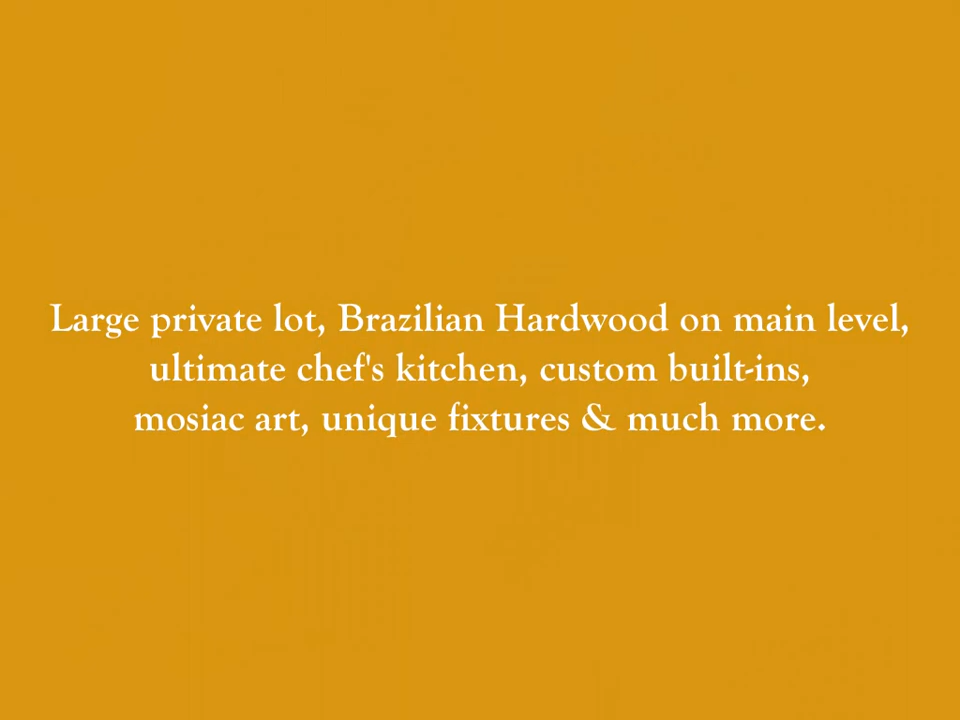 Large private lot, Brazilian Hardwood on main level,
ultimate chef's kitchen, custom built-ins,
mosiac art, unique fixtures & much more.